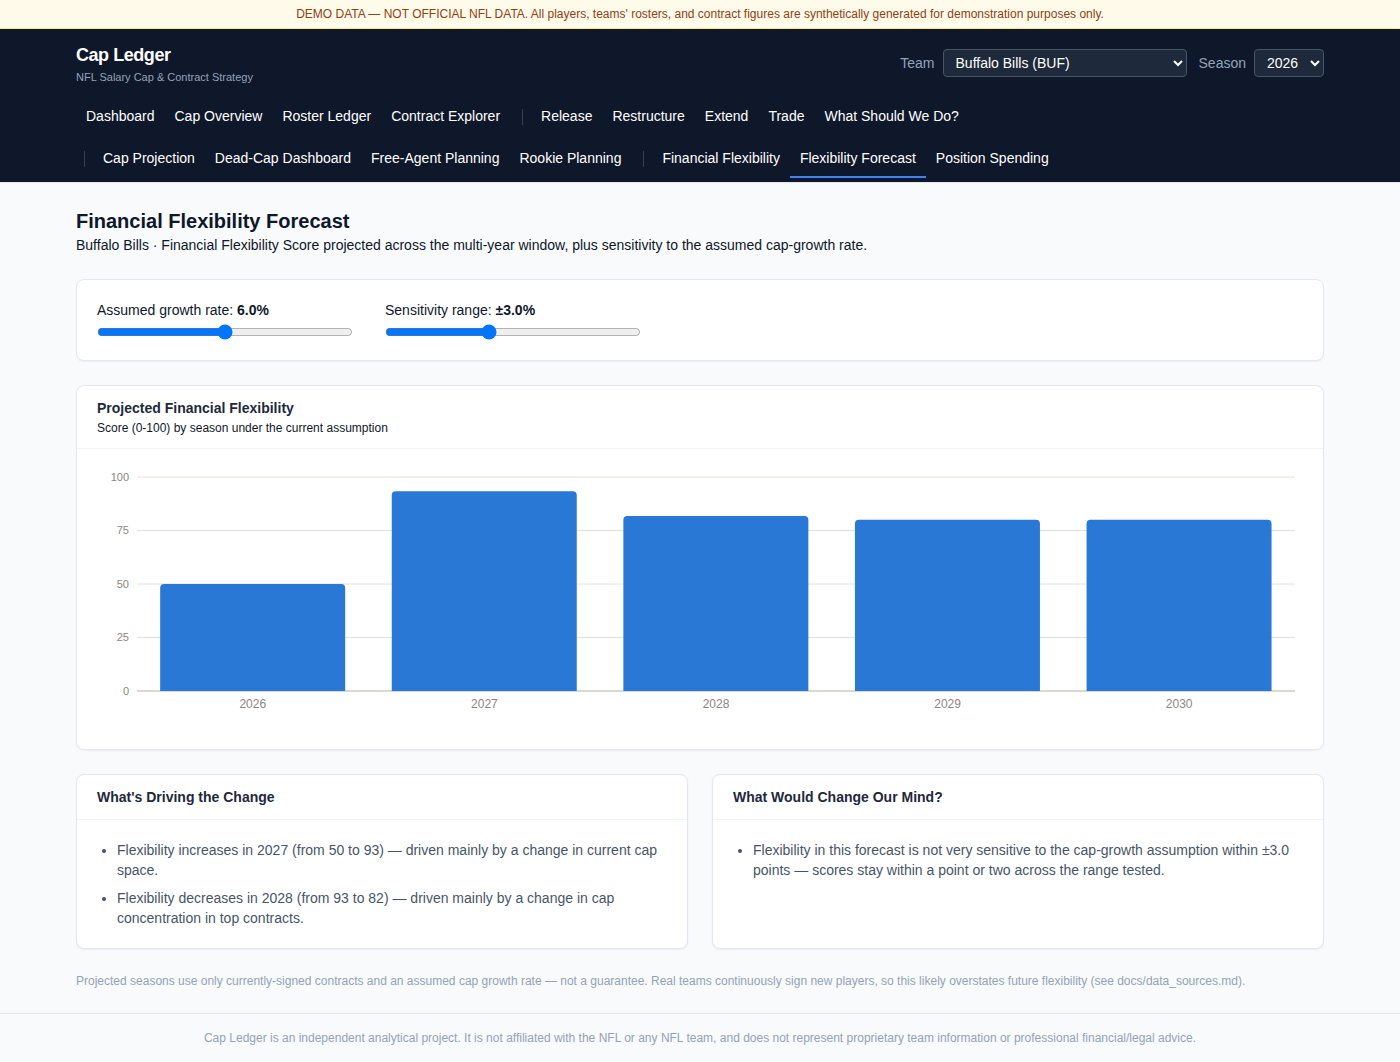 DEMO DATA — NOT OFFICIAL NFL DATA. All players, teams' rosters, and contract figures are synthetically generated for demonstration purposes only.
Cap Ledger
NFL Salary Cap & Contract Strategy
Team Buffalo Bills (BUF) Season 2026
Dashboard Cap Overview Roster Ledger Contract Explorer Release Restructure Extend Trade What Should We Do?
Cap Projection Dead-Cap Dashboard Free-Agent Planning Rookie Planning Financial Flexibility Flexibility Forecast Position Spending
Financial Flexibility Forecast
Buffalo Bills · Financial Flexibility Score projected across the multi-year window, plus sensitivity to the assumed cap-growth rate.
Assumed growth rate: 6.0% Sensitivity range: ±3.0%
Projected Financial Flexibility
Score (0-100) by season under the current assumption
100
75
50
25
0
2026 2027 2028 2029 2030
What's Driving the Change
• Flexibility increases in 2027 (from 50 to 93) — driven mainly by a change in current cap
space.
• Flexibility decreases in 2028 (from 93 to 82) — driven mainly by a change in cap
concentration in top contracts.
What Would Change Our Mind?
• Flexibility in this forecast is not very sensitive to the cap-growth assumption within ±3.0
points — scores stay within a point or two across the range tested.
Projected seasons use only currently-signed contracts and an assumed cap growth rate — not a guarantee. Real teams continuously sign new players, so this likely overstates future flexibility (see docs/data_sources.md).
Cap Ledger is an independent analytical project. It is not affiliated with the NFL or any NFL team, and does not represent proprietary team information or professional financial/legal advice.